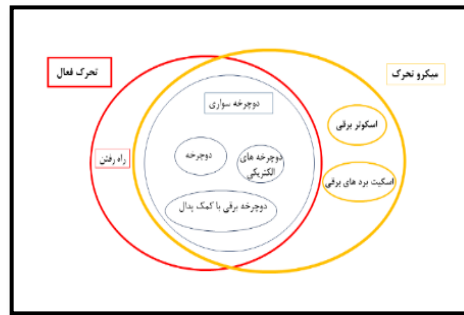 تحرک فعال
میکرو تحرک
دوچرخه سواری
اسکوتر برقی
راه رفتن
دوچرخه
دوچرخه های
الکتریکی
اسکیت برد های برقی
دوچرخه برقی با کمک پدال